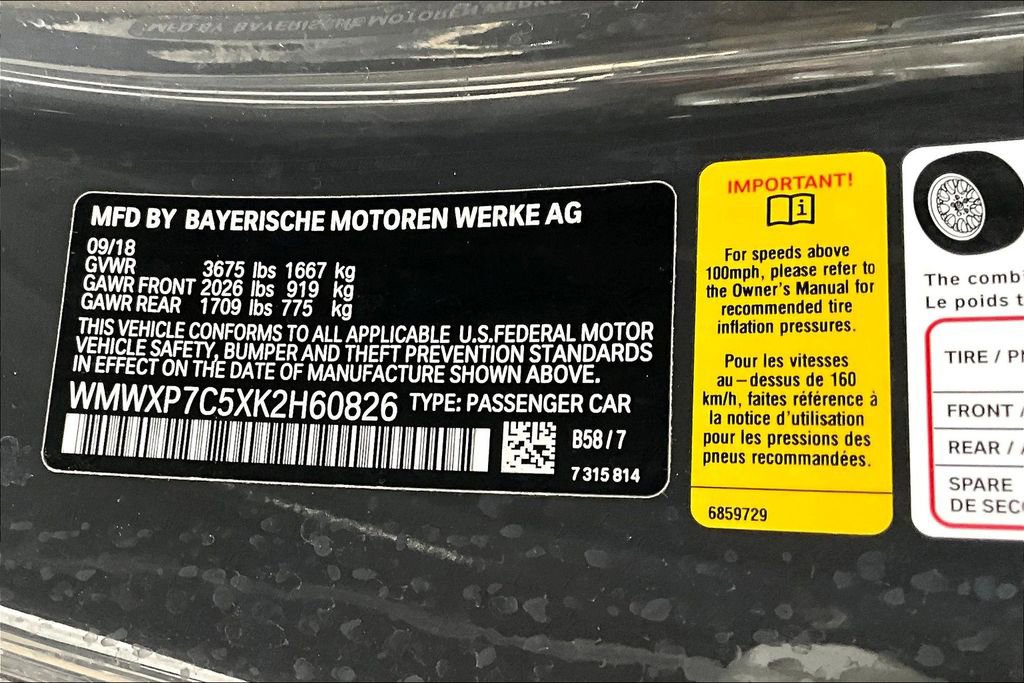 MFD BY BAYERISCHE MOTOREN WERKE AG
09/18
GVWR 3675 lbs 1667 kg
GAWR FRONT 2026 lbs 919 kg
GAWR REAR 1709 lbs 775 kg
THIS VEHICLE CONFORMS TO ALL APPLICABLE U.S.FEDERAL MOTOR
VEHICLE SAFETY, BUMPER AND THEFT PREVENTION STANDARDS
IN EFFECT ON THE DATE OF MANUFACTURE SHOWN ABOVE.
WMWXP7C5XK2H60826 TYPE: PASSENGER CAR
B58/7
7 315 814
IMPORTANT!
i
For speeds above
100mph, please refer to
the Owner's Manual for
recommended tire
inflation pressures.
Pour les vitesses
au-dessus de 160
km/h, faites référence à
la notice d'utilisation
pour les pressions des
pneus recommandées.
6859729
The combi
Le poids t
TIRE /
FRONT /
REAR /
SPARE
DE SEC